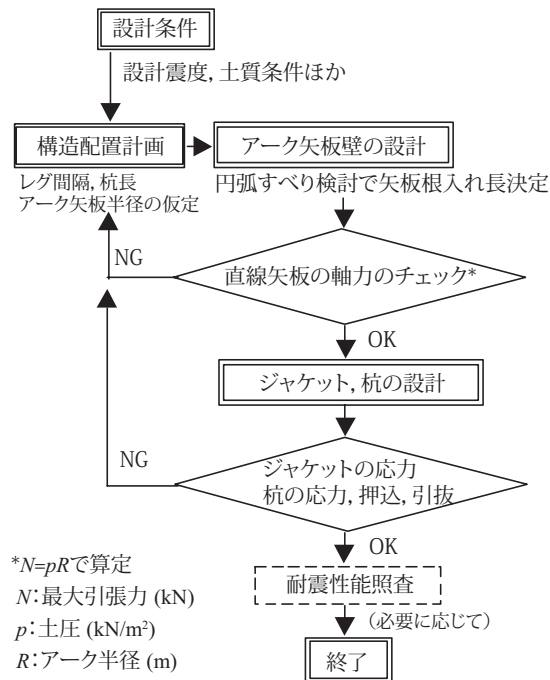 設計条件
設計震度, 土質条件ほか
構造配置計画
アーク矢板壁の設計
レグ間隔, 杭長
アーク矢板半径の仮定
円弧すべり検討で矢板根入れ長決定
NG
直線矢板の軸力のチェック*
OK
ジャケット, 杭の設計
NG
ジャケットの応力
杭の応力, 押込, 引抜
OK
*N=pRで算定
N：最大引張力 (kN)
p：土圧 (kN/m²)
R：アーク半径 (m)
耐震性能照査
（必要に応じて）
終了